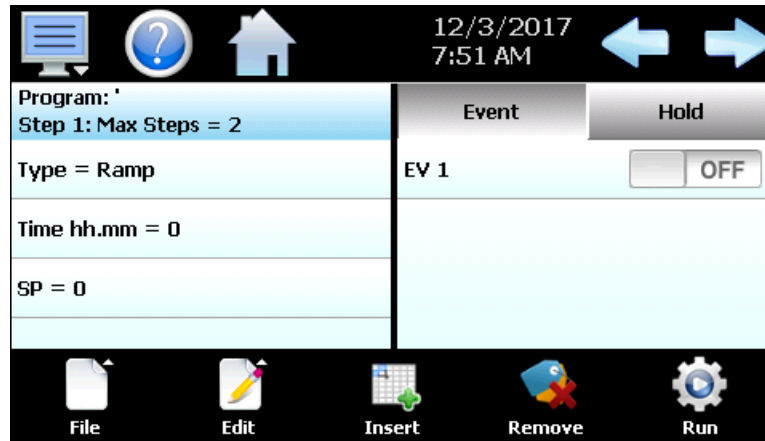 12/3/2017
7:51 AM
Program: '
Step 1: Max Steps = 2
Type = Ramp
Time hh.mm = 0
SP = 0
Event Hold
EV 1 OFF
File Edit Insert Remove Run